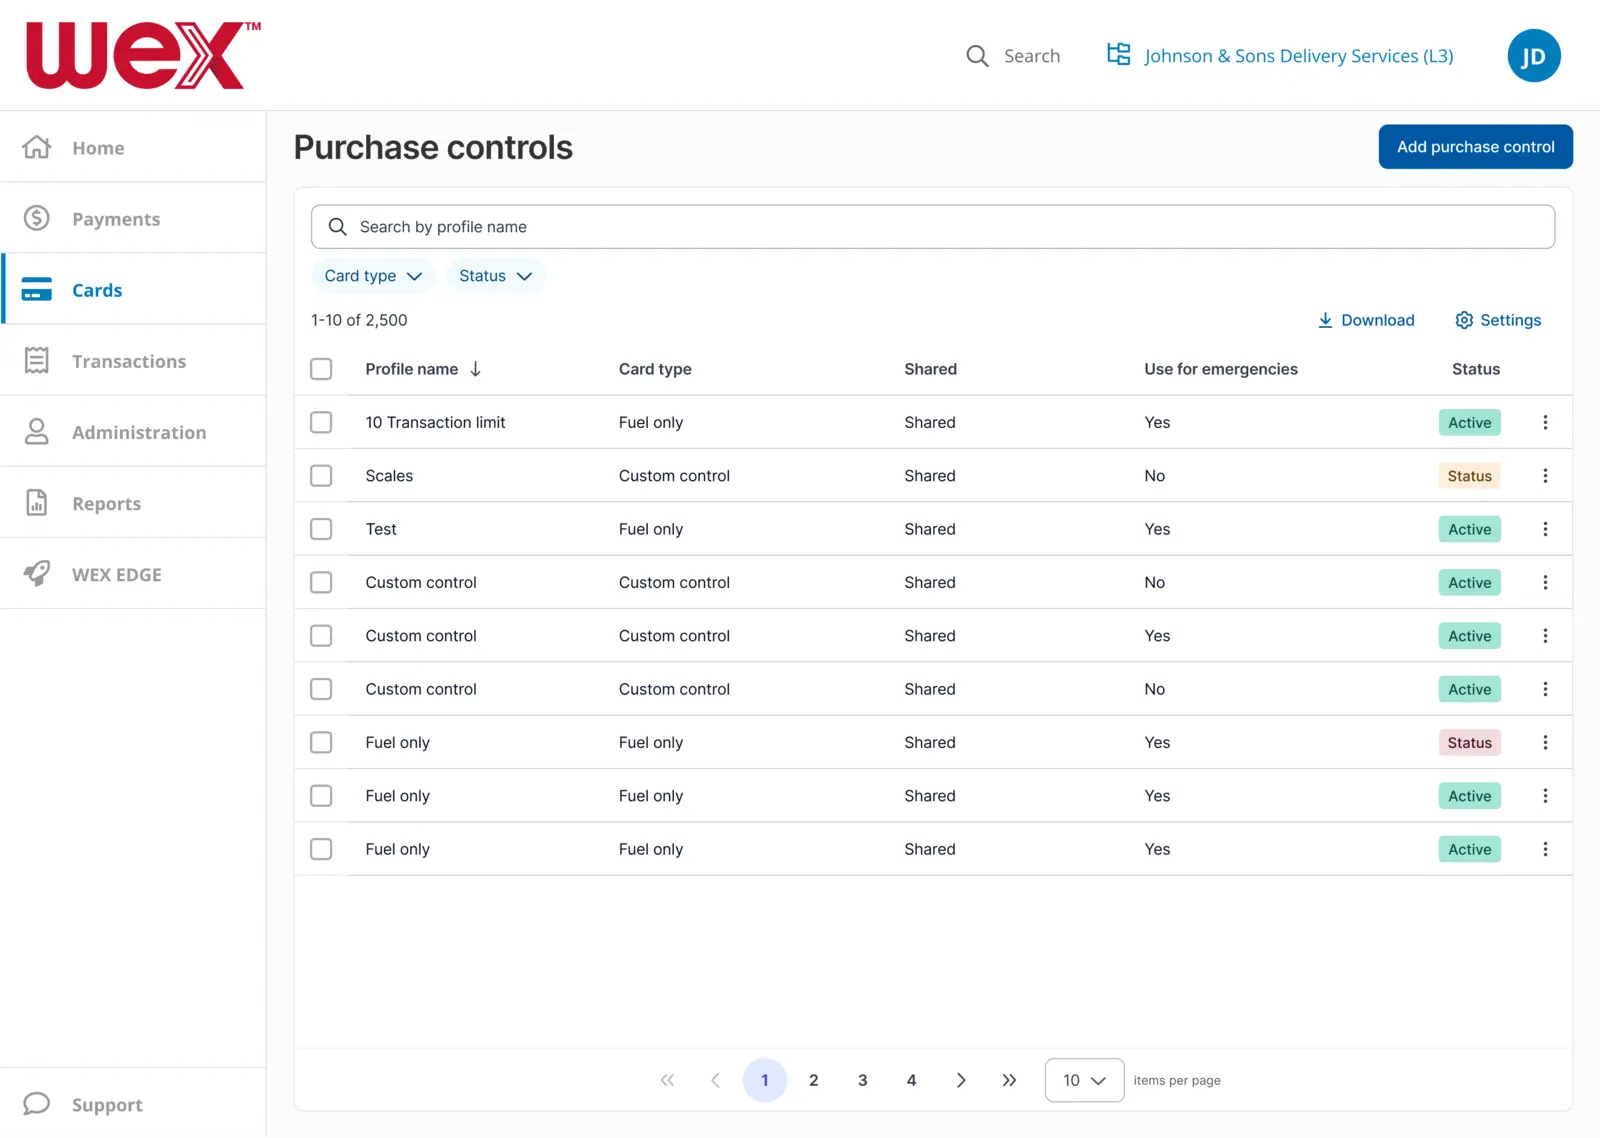 wex™
Search
Johnson & Sons Delivery Services (L3)
JD
Home
Payments
Cards
Transactions
Administration
Reports
WEX EDGE
Support
Purchase controls
Add purchase control
Search by profile name
Card type
Status
1-10 of 2,500
Download
Settings
Profile name Card type Shared Use for emergencies Status
10 Transaction limit Fuel only Shared Yes Active
Scales Custom control Shared No Status
Test Fuel only Shared Yes Active
Custom control Custom control Shared No Active
Custom control Custom control Shared Yes Active
Custom control Custom control Shared No Active
Fuel only Fuel only Shared Yes Status
Fuel only Fuel only Shared Yes Active
Fuel only Fuel only Shared Yes Active
1 2 3 4 10 items per page